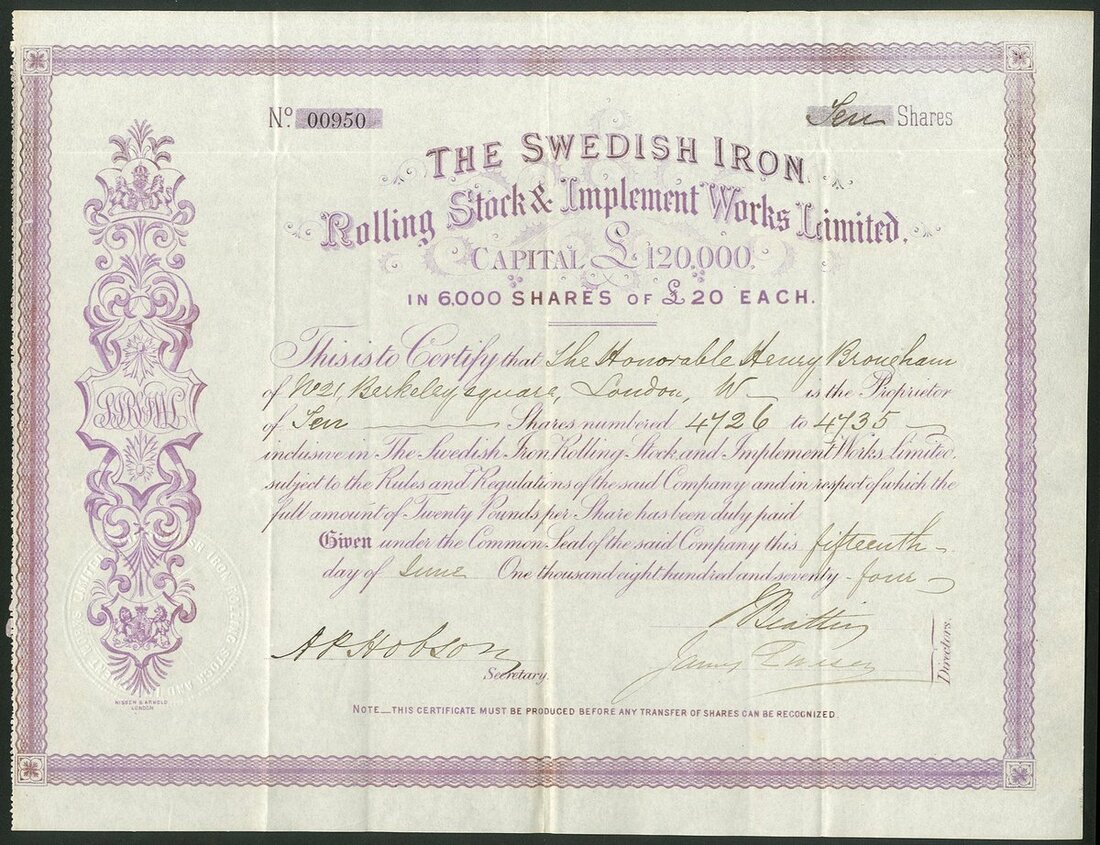 Nº 00950
Ten Shares
THE SWEDISH IRON
Rolling Stock & Implement Works Limited.
CAPITAL £120,000.
IN 6,000 SHARES OF £20 EACH.
This is to Certify that The Honorable Henry Brougham
of No 21, Berkeley square, London, W is the Proprietor
of Ten Shares numbered 4726 to 4735
inclusive in The Swedish Iron, Rolling Stock, and Implement Works Limited,
subject to the Rules and Regulations of the said Company and in respect of which the
full amount of Twenty Pounds per Share has been duly paid
Given under the Common Seal of the said Company this fifteenth
day of June One thousand eight hundred and seventy-four
A P Hobson
Secretary.
Directors.
NISSEN & ARNOLD
LONDON
NOTE—THIS CERTIFICATE MUST BE PRODUCED BEFORE ANY TRANSFER OF SHARES CAN BE RECOGNIZED.